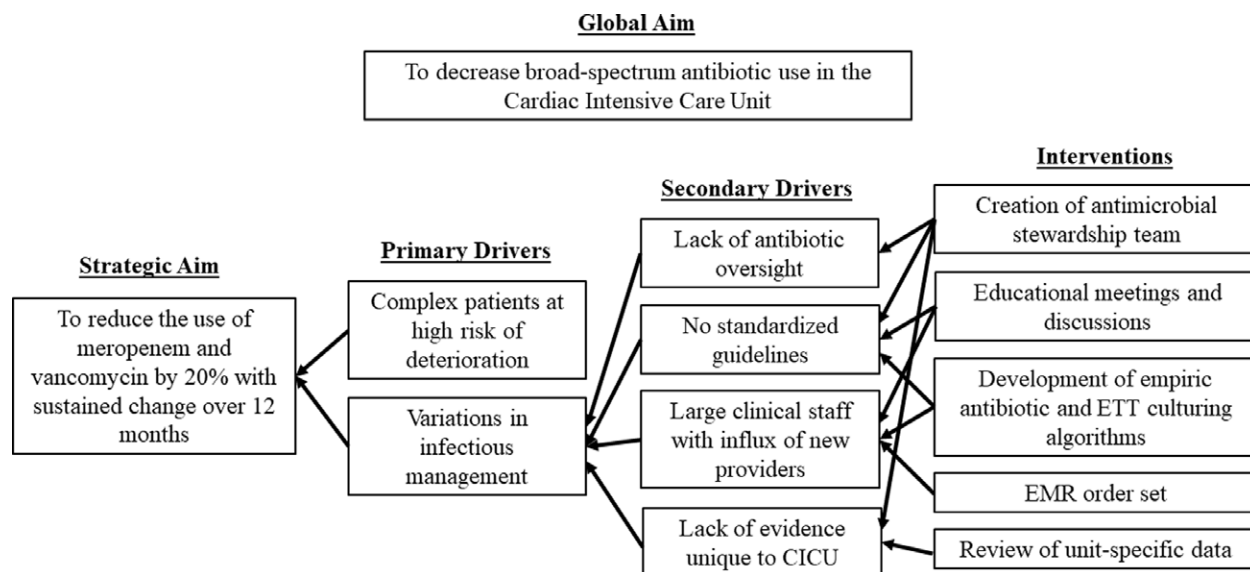 Global Aim
To decrease broad-spectrum antibiotic use in the
Cardiac Intensive Care Unit
Strategic Aim
To reduce the use of
meropenem and
vancomycin by 20% with
sustained change over 12
months
Primary Drivers
Complex patients at
high risk of
deterioration
Variations in
infectious
management
Secondary Drivers
Lack of antibiotic
oversight
No standardized
guidelines
Large clinical staff
with influx of new
providers
Lack of evidence
unique to CICU
Interventions
Creation of antimicrobial
stewardship team
Educational meetings and
discussions
Development of empiric
antibiotic and ETT culturing
algorithms
EMR order set
Review of unit-specific data